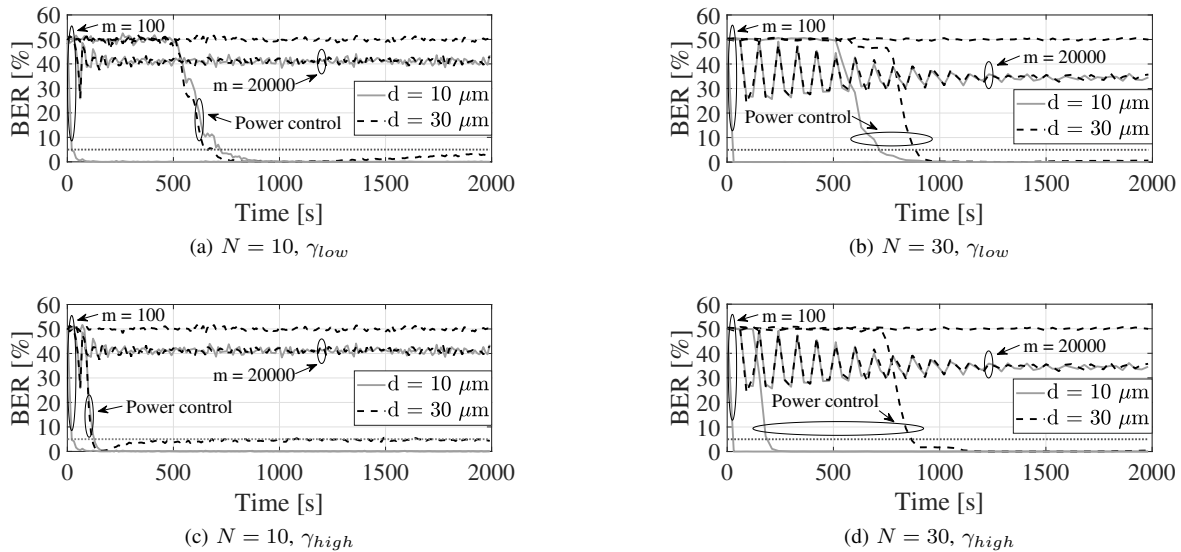 60
50
40
30
20
10
0
BER [%]
m = 100
m = 20000
Power control
d = 10 μm
d = 30 μm
0 500 1000 1500 2000
Time [s]
(a) N = 10, γlow
60
50
40
30
20
10
0
BER [%]
m = 100
m = 20000
Power control
d = 10 μm
d = 30 μm
0 500 1000 1500 2000
Time [s]
(b) N = 30, γlow
60
50
40
30
20
10
0
BER [%]
m = 100
m = 20000
Power control
d = 10 μm
d = 30 μm
0 500 1000 1500 2000
Time [s]
(c) N = 10, γhigh
60
50
40
30
20
10
0
BER [%]
m = 100
m = 20000
Power control
d = 10 μm
d = 30 μm
0 500 1000 1500 2000
Time [s]
(d) N = 30, γhigh